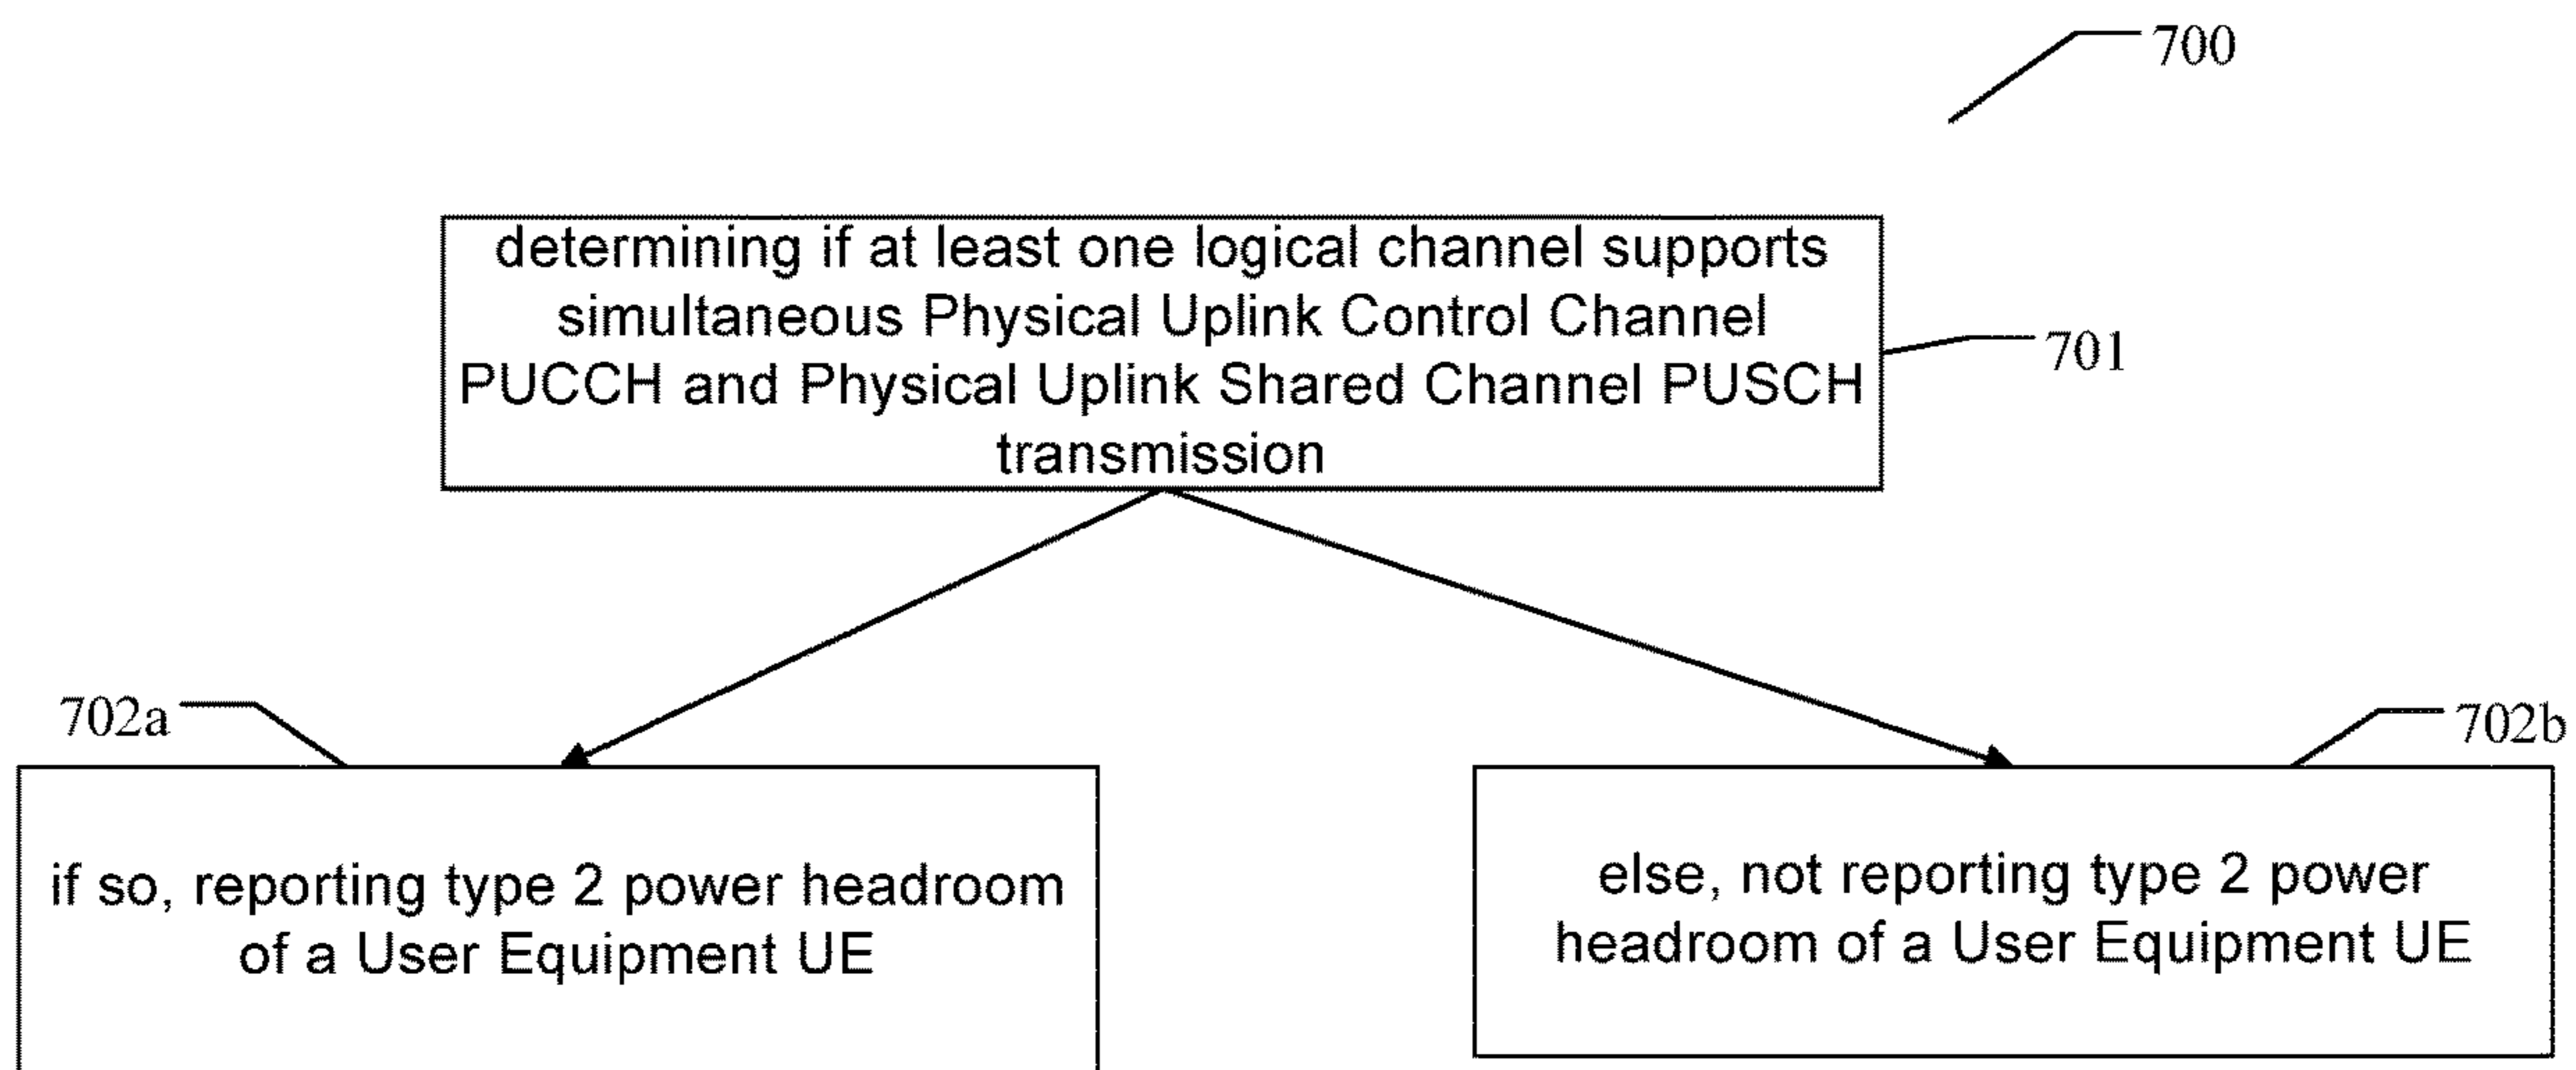 700
determining if at least one logical channel supports
simultaneous Physical Uplink Control Channel
PUCCH and Physical Uplink Shared Channel PUSCH
transmission
701
702a
702b
if so, reporting type 2 power headroom
of a User Equipment UE
else, not reporting type 2 power
headroom of a User Equipment UE